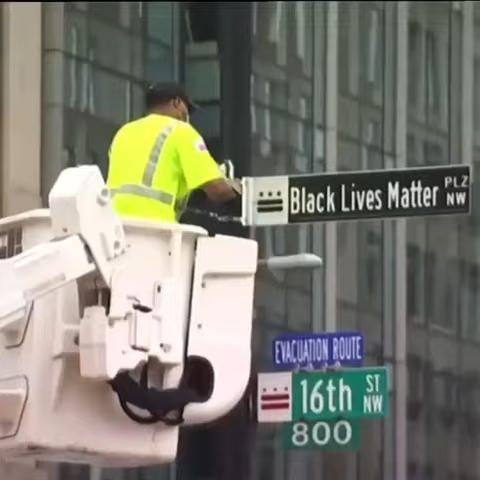 Black Lives Matter PLZ NW
EVACUATION ROUTE
16th ST NW
800